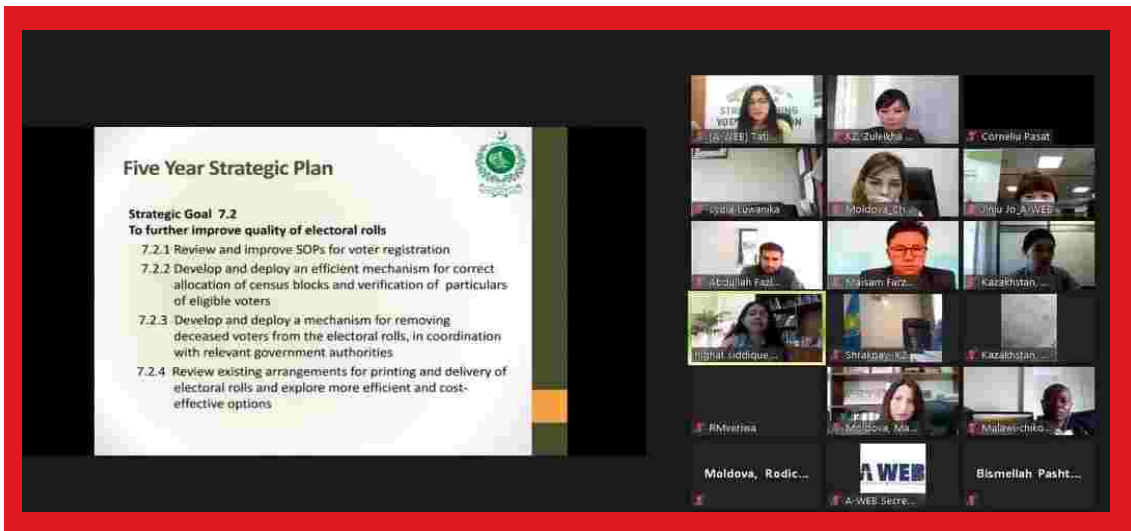 Five Year Strategic Plan
Strategic Goal 7.2
To further improve quality of electoral rolls
7.2.1 Review and improve SOPs for voter registration
7.2.2 Develop and deploy an efficient mechanism for correct
allocation of census blocks and verification of particulars
of eligible voters
7.2.3 Develop and deploy a mechanism for removing
deceased voters from the electoral rolls, in coordination
with relevant government authorities
7.2.4 Review existing arrangements for printing and delivery of
electoral rolls and explore more efficient and cost-
effective options
(A-WEB) Tati...
KZ, Zuleikha ...
Corneliu Pasat
Lydia Luwanika
Moldova_Ch...
Jinju Jo_A-WEB
Abdullah Fazl...
Maisam Farz...
Kazakhstan, ...
nighat siddique...
Shrakpay-KZ
Kazakhstan, ...
RMveriwa
Moldova, Ma...
Malawi-chiko...
Moldova, Rodic...
A WEB
A-WEB Secre...
Bismellah Pasht...